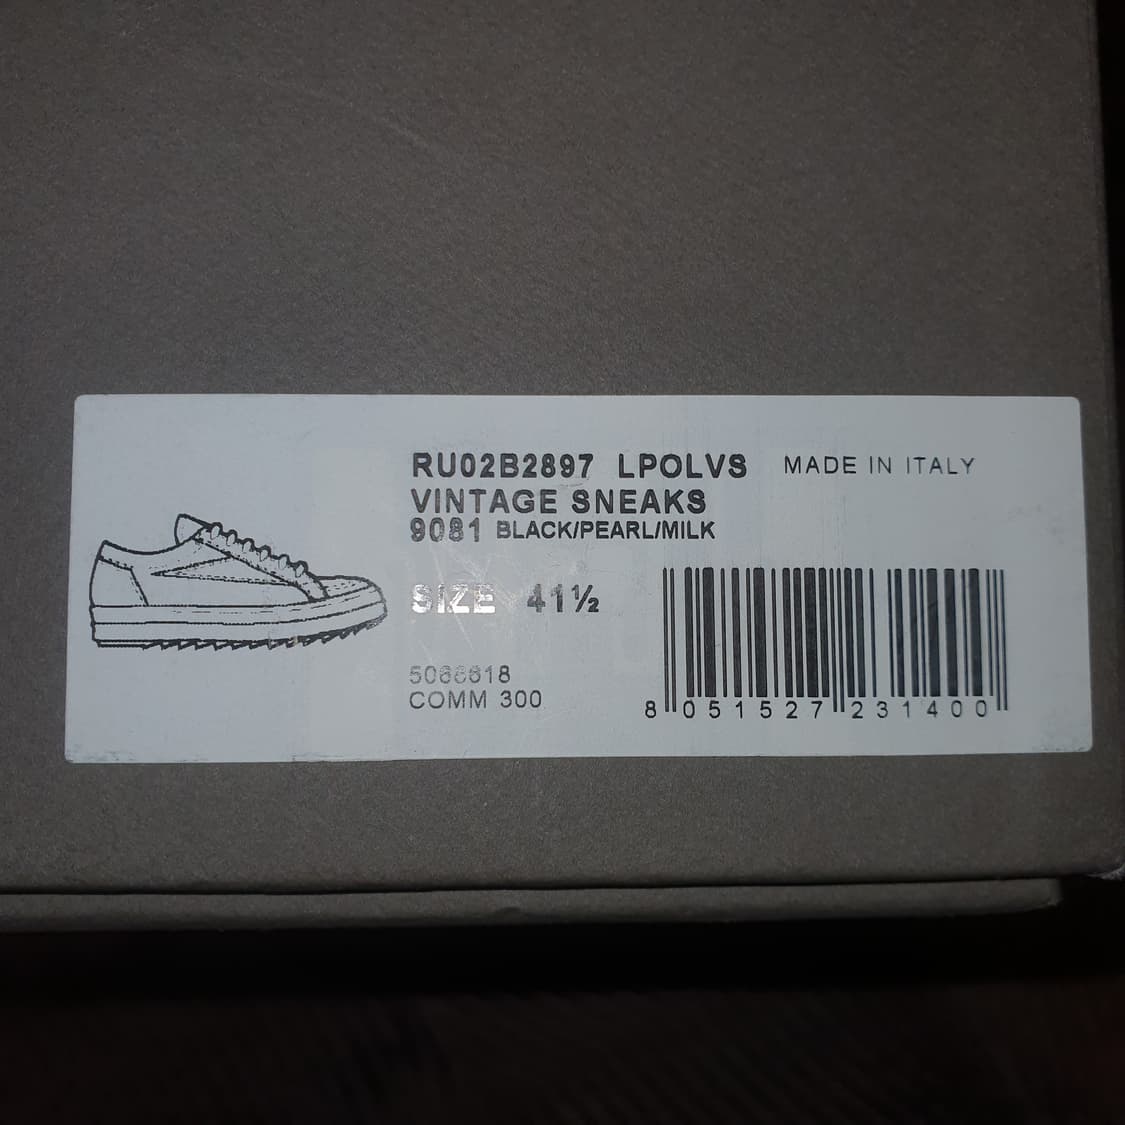 RU02B2897 LPOLVS MADE IN ITALY
VINTAGE SNEAKS
9081 BLACK/PEARL/MILK
SIZE 41½
5066618
COMM 300
8 051527 231400